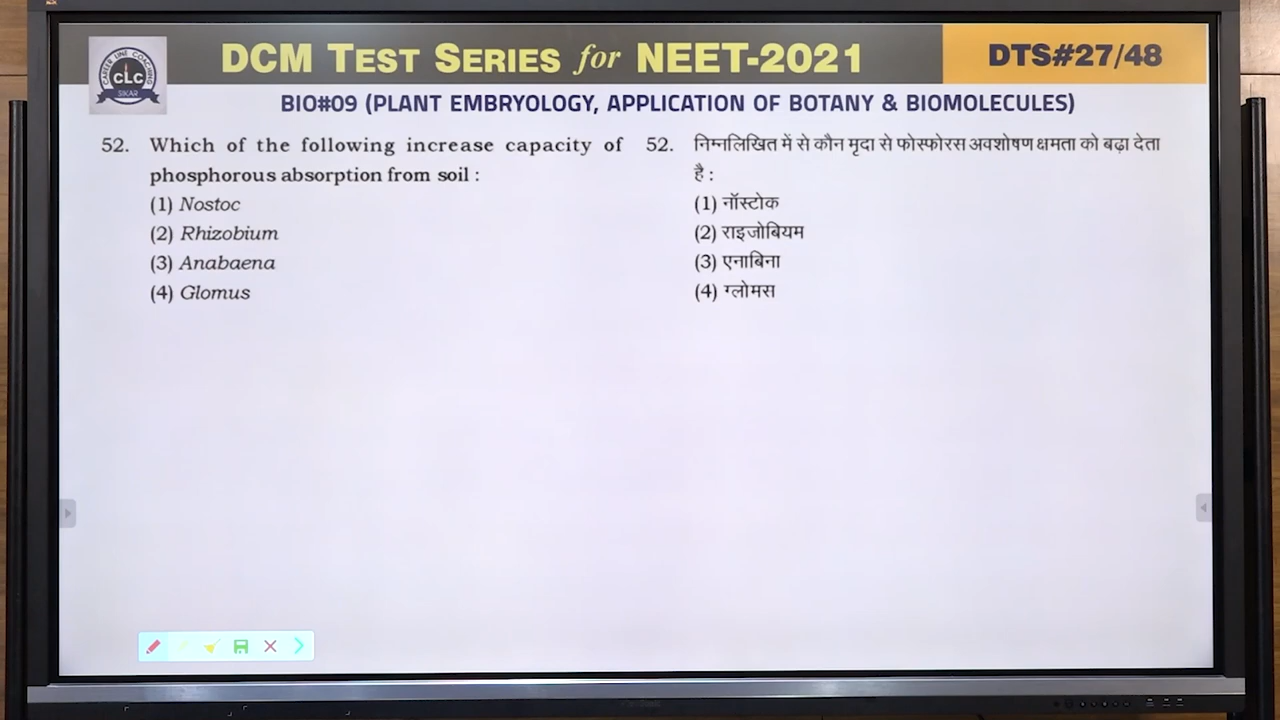 DCM TEST SERIES for NEET-2021
DTS#27/48
CLC
SIKAR
BIO#09 (PLANT EMBRYOLOGY, APPLICATION OF BOTANY & BIOMOLECULES)
52. Which of the following increase capacity of
phosphorous absorption from soil :
(1) Nostoc
(2) Rhizobium
(3) Anabaena
(4) Glomus
52. निम्नलिखित में से कौन मृदा से फोस्फोरस अवशोषण क्षमता को बढ़ा देता
है :
(1) नॉस्टोक
(2) राइजोबियम
(3) एनाबिना
(4) ग्लोमस